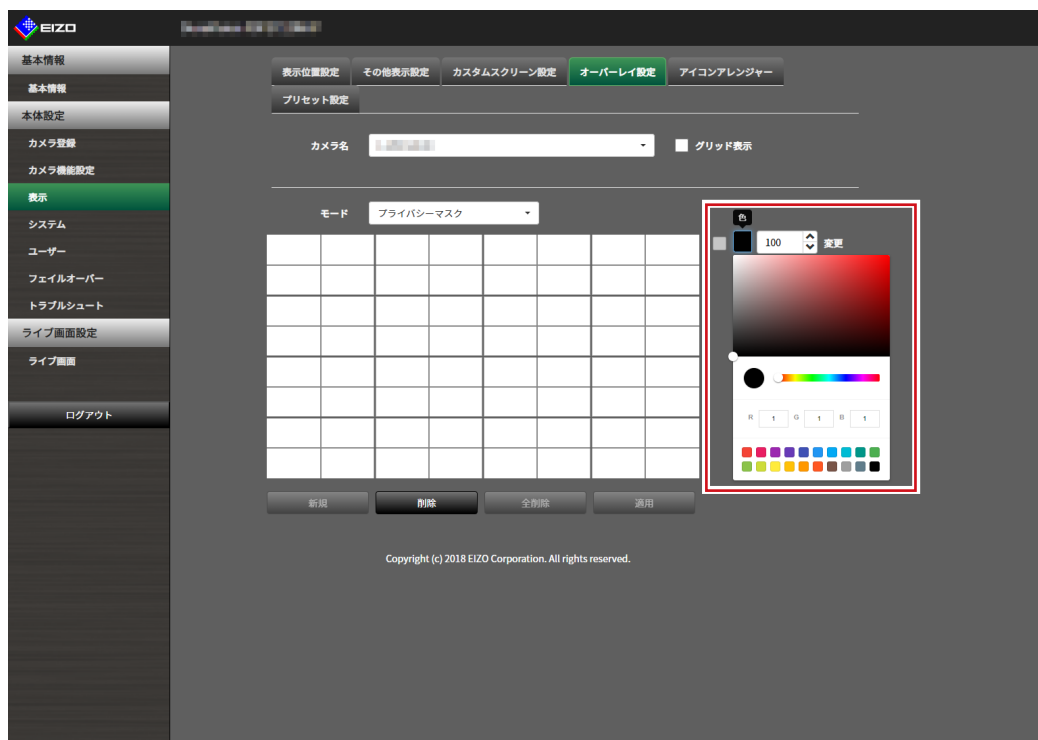 EIZO
基本情報
基本情報
本体設定
カメラ登録
カメラ機能設定
表示
システム
ユーザー
フェイルオーバー
トラブルシュート
ライブ画面設定
ライブ画面
ログアウト
表示位置設定 その他表示設定 カスタムスクリーン設定 オーバーレイ設定 アイコンアレンジャー
プリセット設定
カメラ名 グリッド表示
モード プライバシーマスク
色
100 変更
R 1 G 1 B 1
新規 削除 全削除 適用
Copyright (c) 2018 EIZO Corporation. All rights reserved.